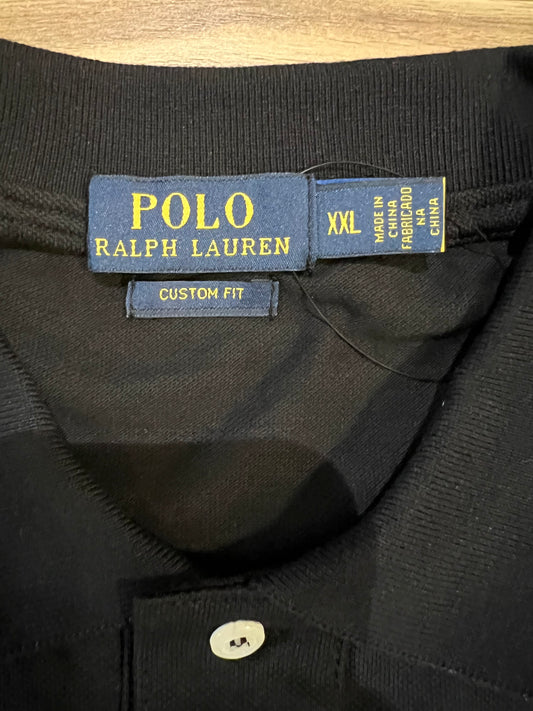 POLO
RALPH LAUREN
XXL
MADE IN
CHINA
FABRICADO
NA
CHINA
CUSTOM FIT